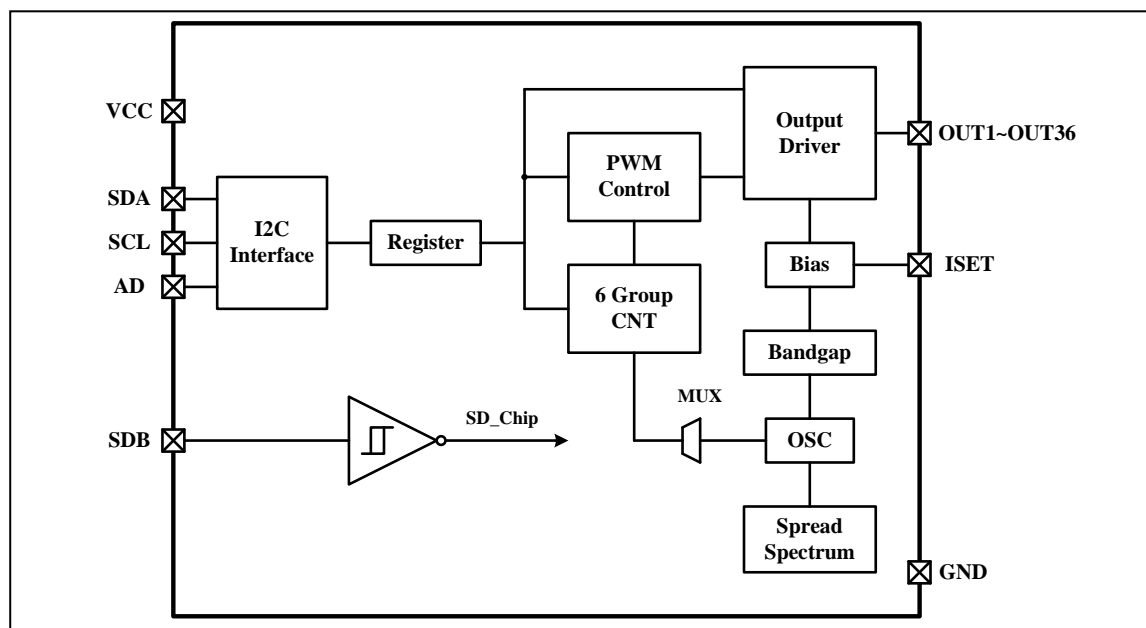 VCC
SDA
SCL
AD
SDB
I2C
Interface
Register
SD_Chip
PWM
Control
6 Group
CNT
MUX
Output
Driver
Bias
Bandgap
OSC
Spread
Spectrum
OUT1~OUT36
ISET
GND